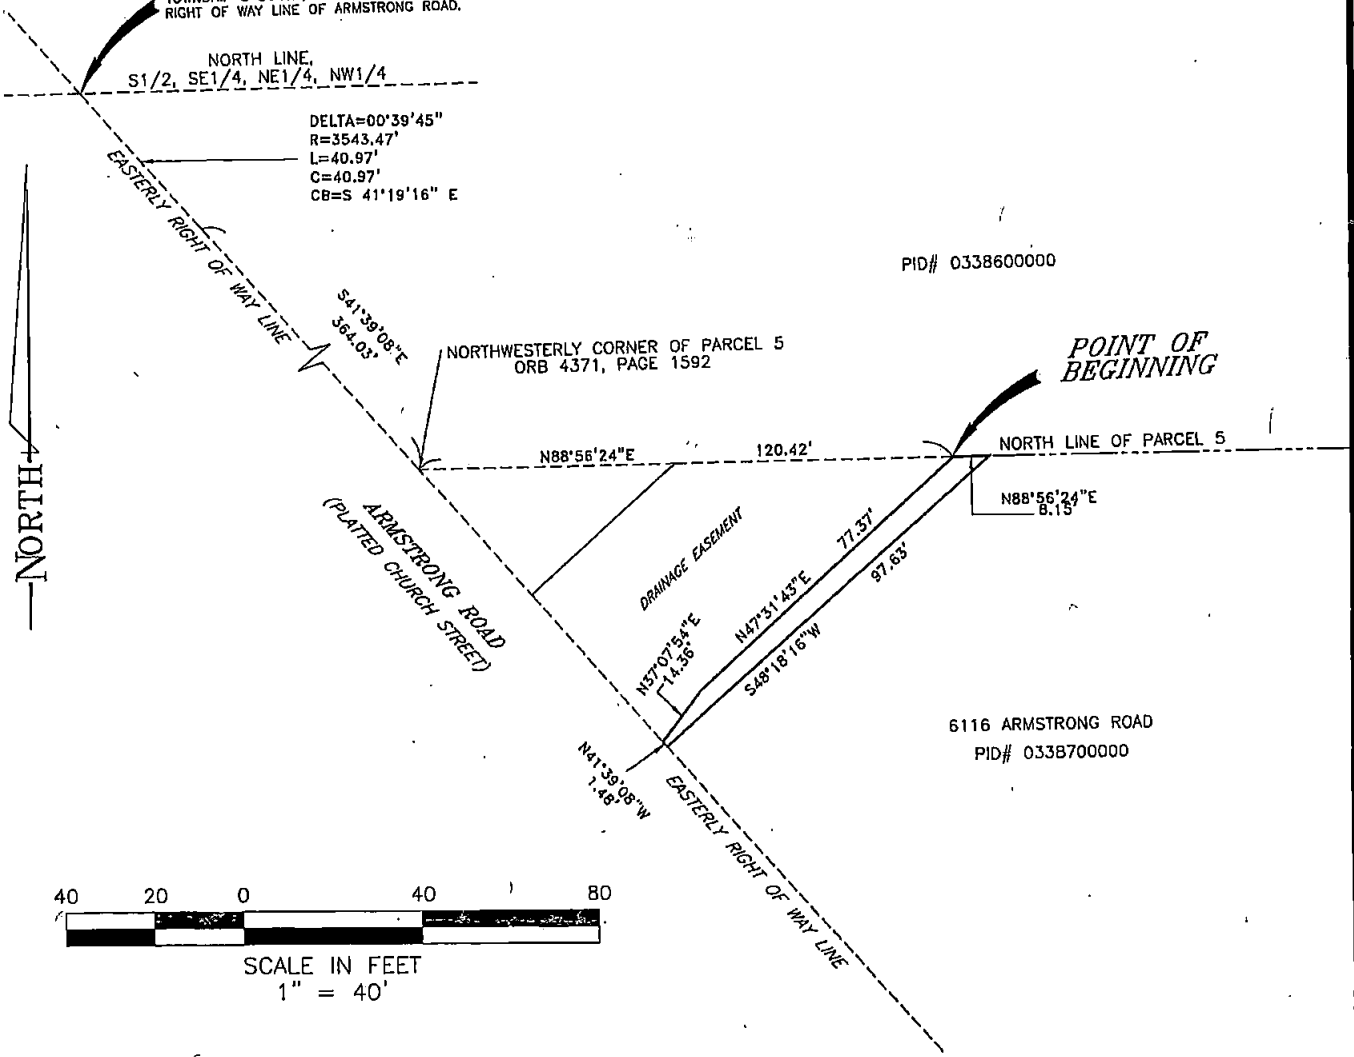 RIGHT OF WAY LINE OF ARMSTRONG ROAD.
NORTH LINE,
S1/2, SE1/4, NE1/4, NW1/4
DELTA=00°39'45"
R=3543.47'
L=40.97'
C=40.97'
CB=S 41°19'16" E
EASTERLY RIGHT OF WAY LINE
PID# 0338600000
S41°39'08"E
364.03'
NORTHWESTERLY CORNER OF PARCEL 5
ORB 4371, PAGE 1592
POINT OF
BEGINNING
NORTH LINE OF PARCEL 5
N88°56'24"E
120.42'
N88°56'24"E
8.15'
NORTH
ARMSTRONG ROAD
(PLATTED CHURCH STREET)
DRAINAGE EASEMENT
77.37'
N47°31'43"E
97.63'
S48°18'16"W
N37°07'54"E
14.36'
6116 ARMSTRONG ROAD
PID# 0338700000
N41°39'08"W
1.48'
EASTERLY RIGHT OF WAY LINE
40 20 0 40 80
SCALE IN FEET
1" = 40'